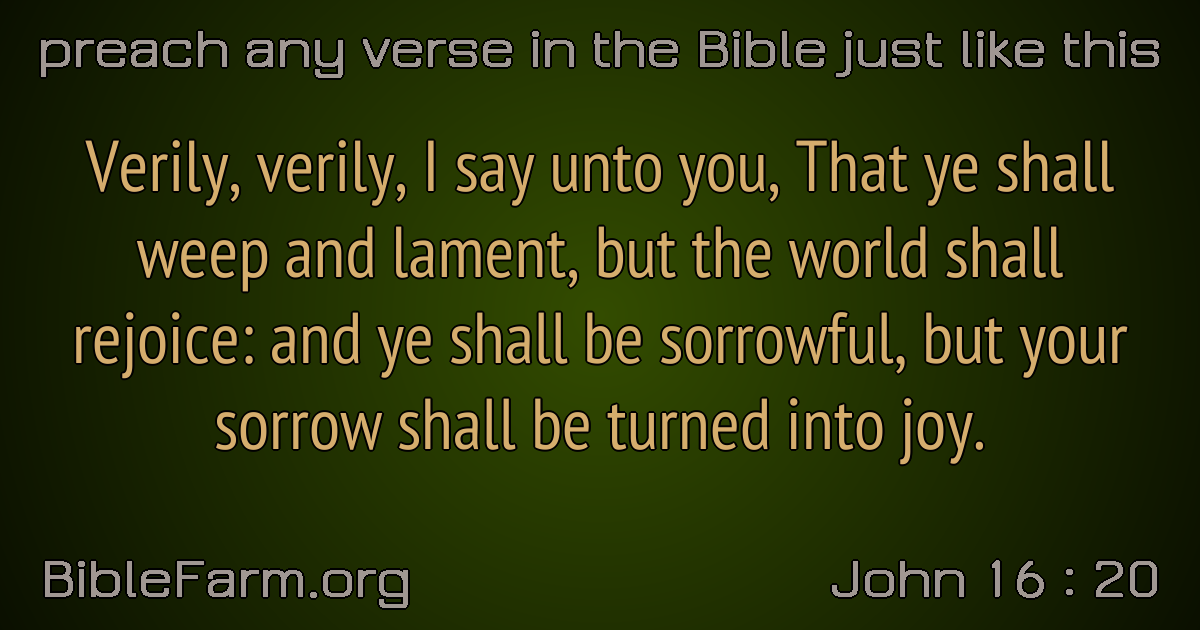 preach any verse in the Bible just like this
Verily, verily, I say unto you, That ye shall
weep and lament, but the world shall
rejoice: and ye shall be sorrowful, but your
sorrow shall be turned into joy.
BibleFarm.org
John 16 : 20